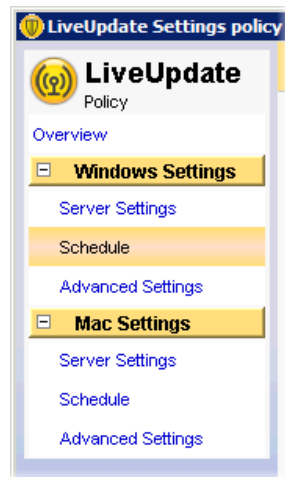 LiveUpdate Settings policy
LiveUpdate
Policy
Overview
Windows Settings
Server Settings
Schedule
Advanced Settings
Mac Settings
Server Settings
Schedule
Advanced Settings